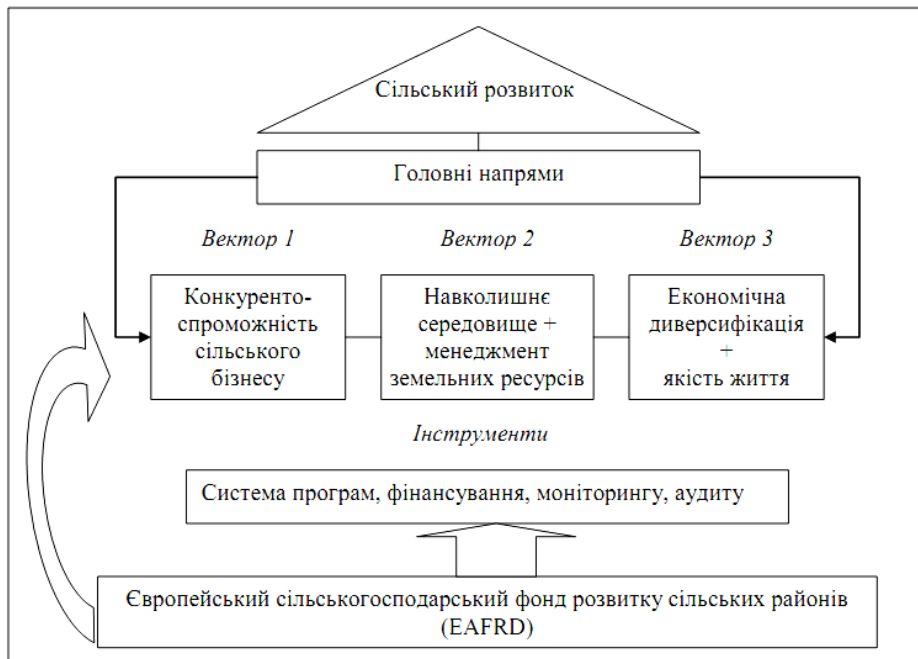 Сільський розвиток
Головні напрями
Вектор 1
Вектор 2
Вектор 3
Конкуренто-
спроможність
сільського
бізнесу
Навколишнє
середовище +
менеджмент
земельних ресурсів
Економічна
диверсифікація
+
якість життя
Інструменти
Система програм, фінансування, моніторингу, аудиту
Європейський сільськогосподарський фонд розвитку сільських районів
(EAFRD)